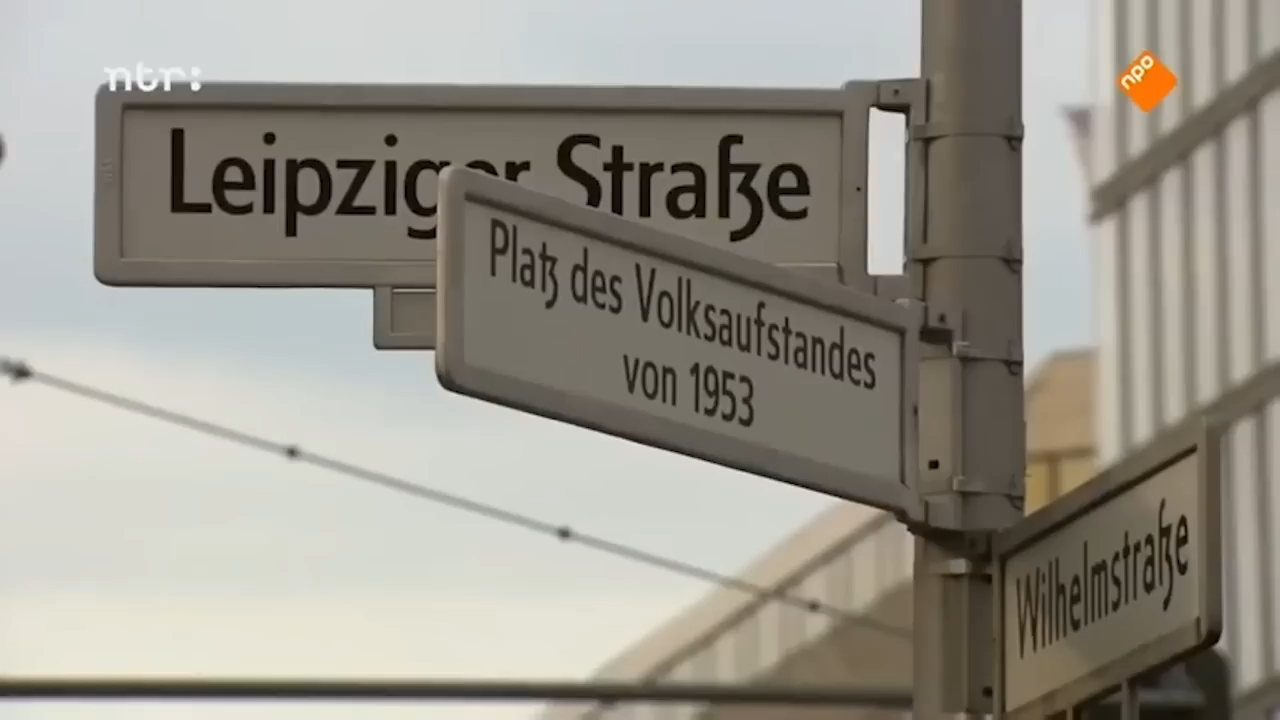 ntr:
npo
Leipziger Straße
Platz des Volksaufstandes
von 1953
Wilhelmstraße